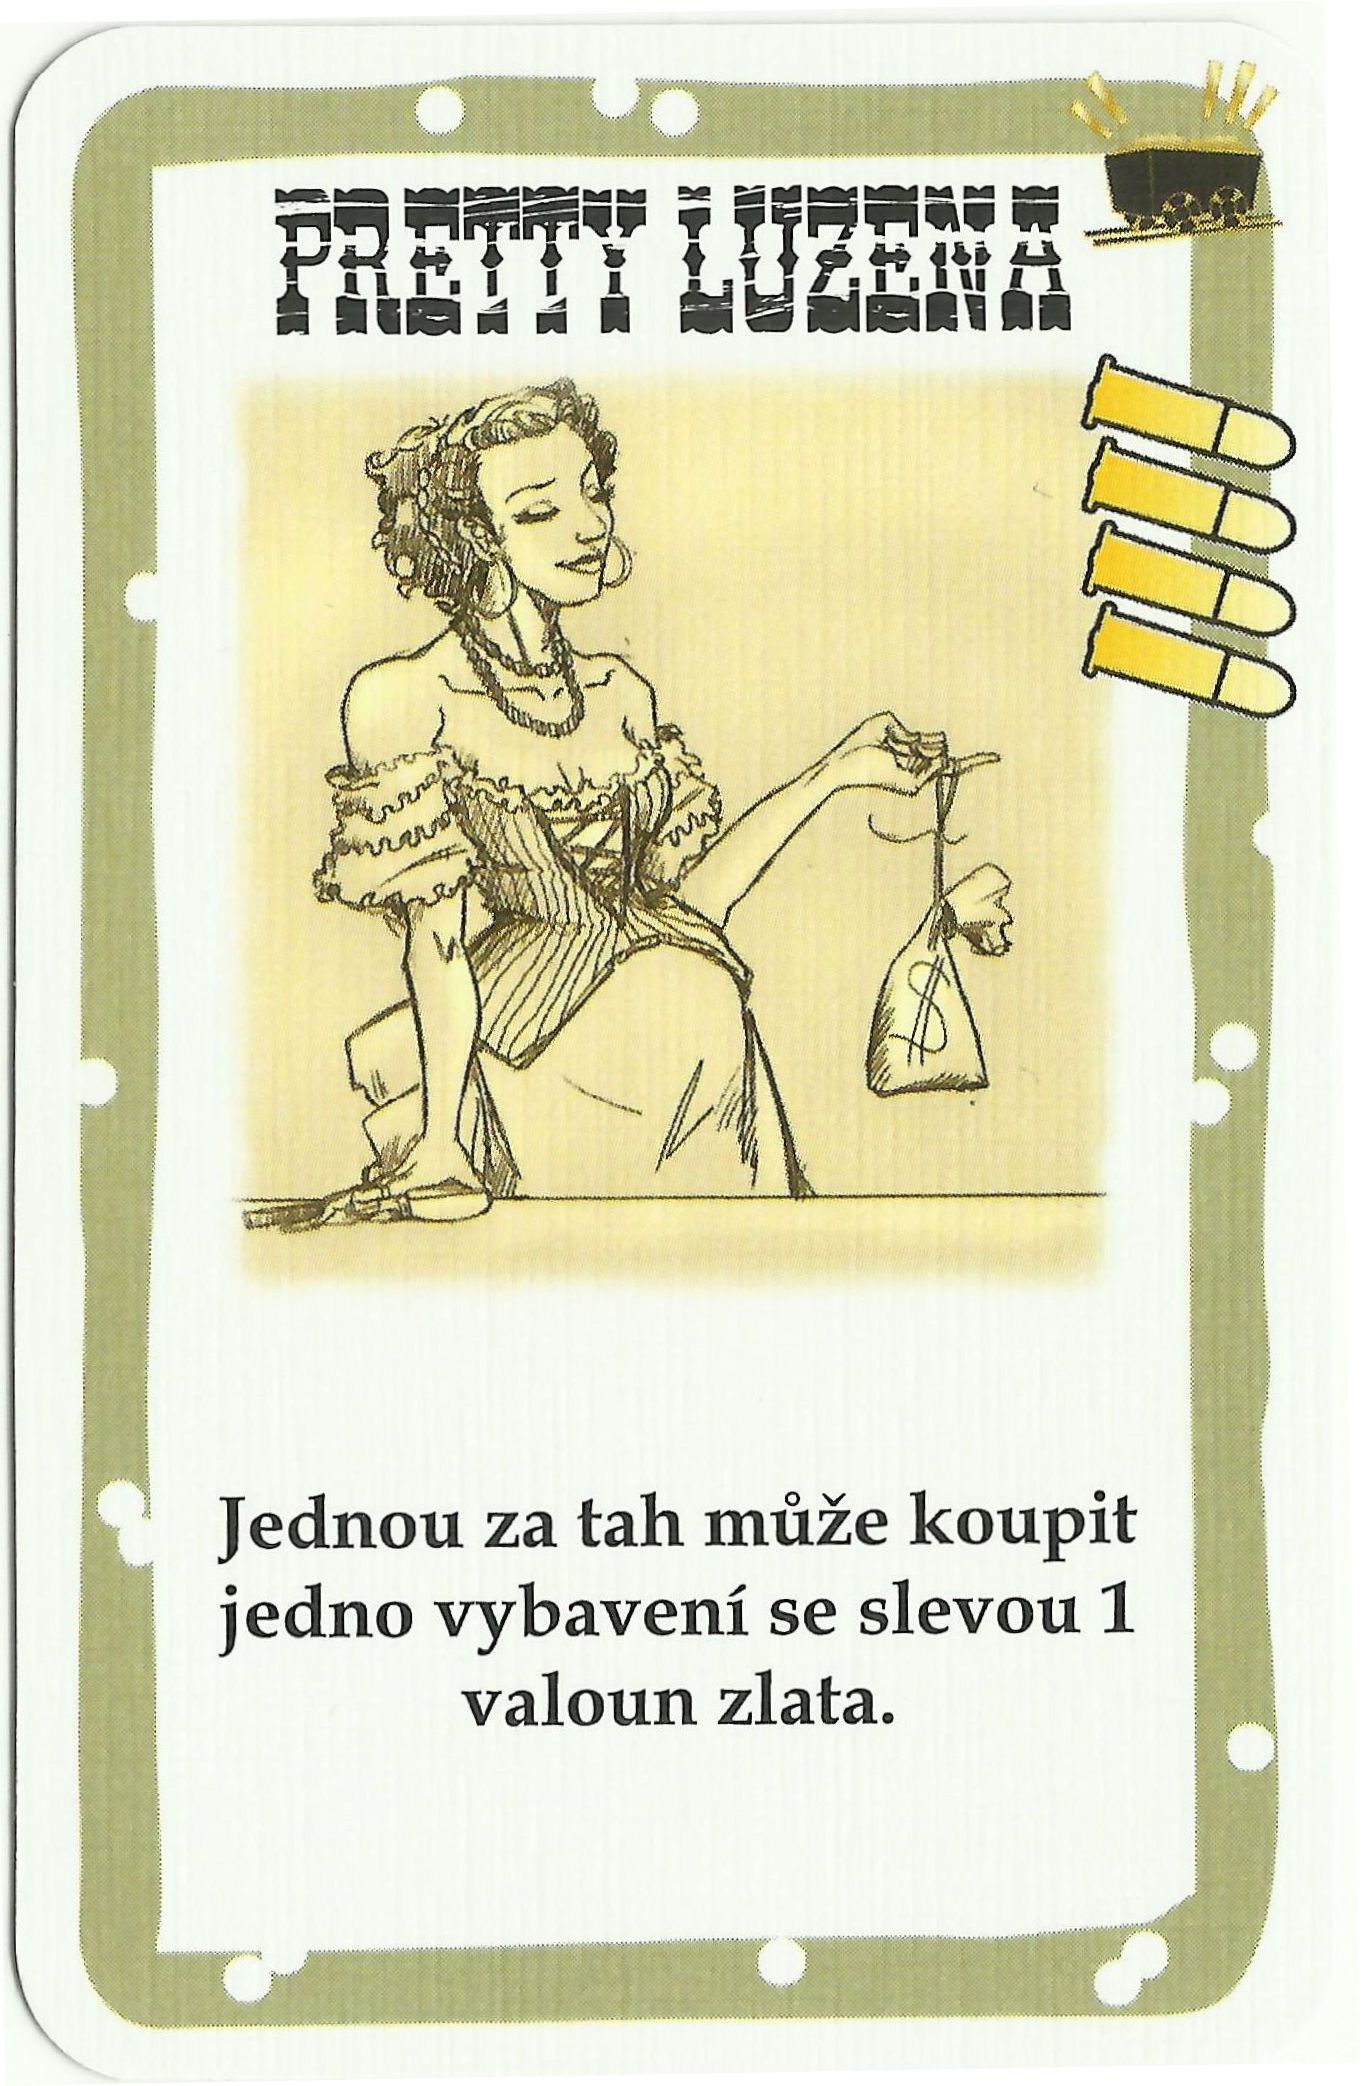 PRETTY LUZENA
$
Jednou za tah může koupit
jedno vybavení se slevou 1
valoun zlata.